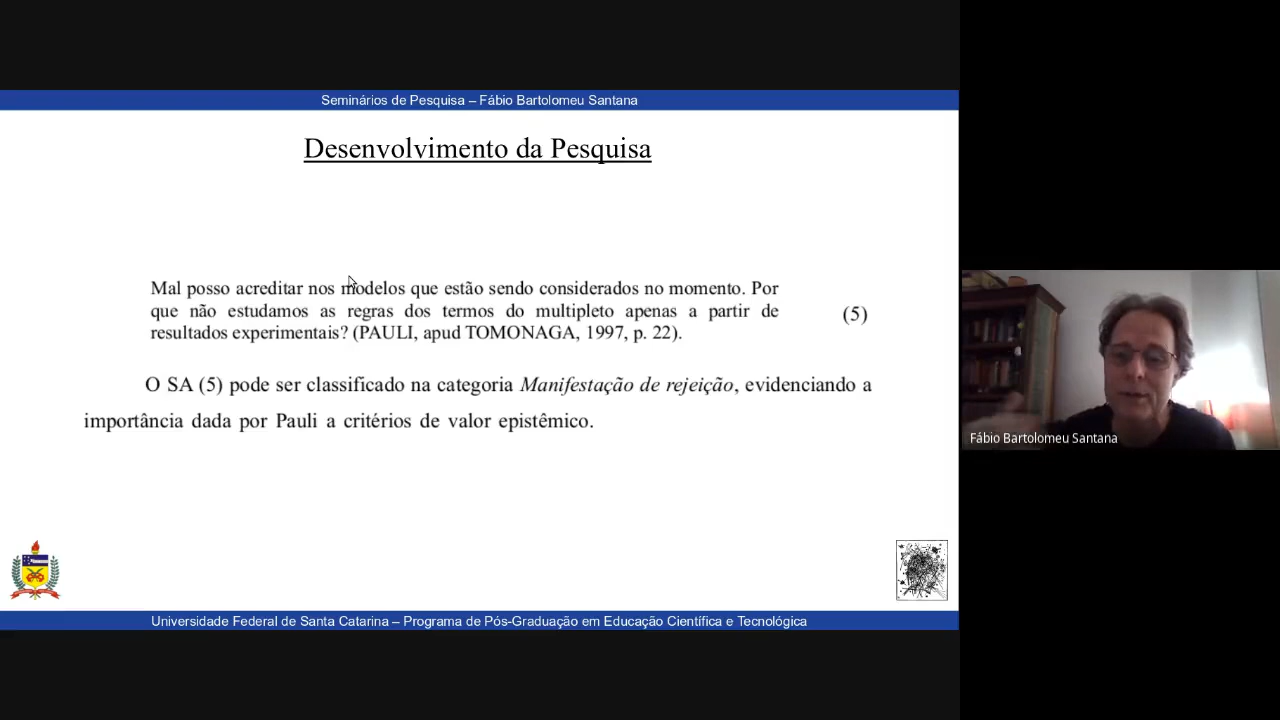 Seminários de Pesquisa – Fábio Bartolomeu Santana
Desenvolvimento da Pesquisa
Mal posso acreditar nos modelos que estão sendo considerados no momento. Por
que não estudamos as regras dos termos do multipleto apenas a partir de
resultados experimentais? (PAULI, apud TOMONAGA, 1997, p. 22).
(5)
O SA (5) pode ser classificado na categoria Manifestação de rejeição, evidenciando a
importância dada por Pauli a critérios de valor epistêmico.
Universidade Federal de Santa Catarina – Programa de Pós-Graduação em Educação Científica e Tecnológica
Fábio Bartolomeu Santana